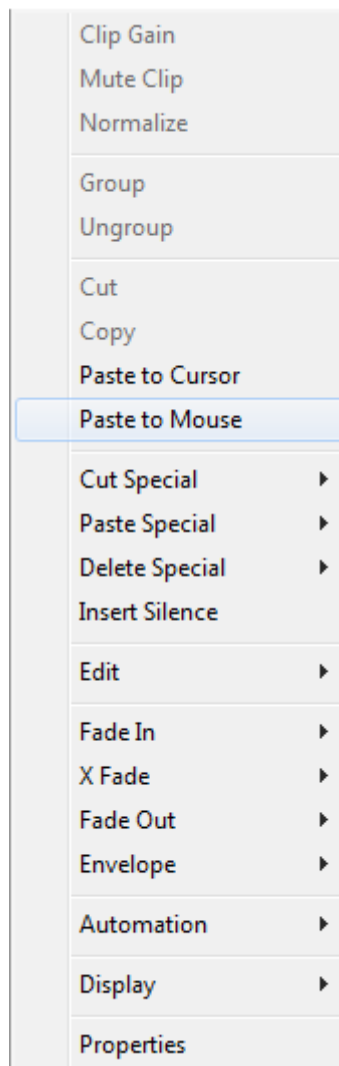 Clip Gain
Mute Clip
Normalize
Group
Ungroup
Cut
Copy
Paste to Cursor
Paste to Mouse
Cut Special
Paste Special
Delete Special
Insert Silence
Edit
Fade In
X Fade
Fade Out
Envelope
Automation
Display
Properties